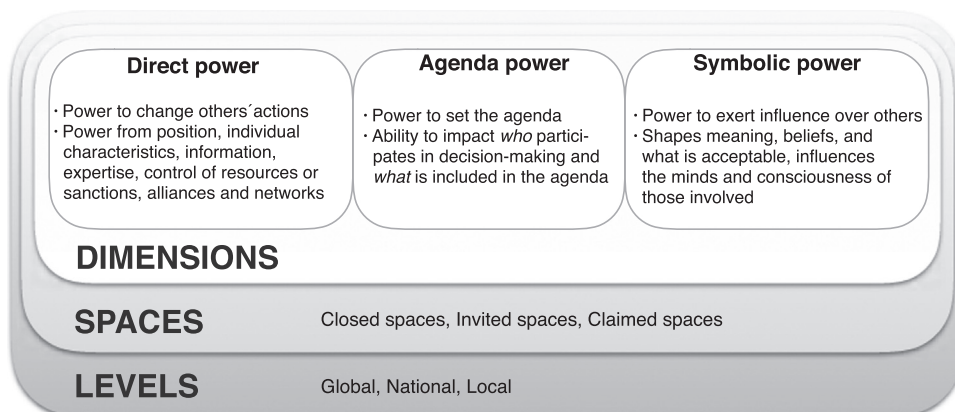 Direct power
· Power to change others´actions
· Power from position, individual
characteristics, information,
expertise, control of resources or
sanctions, alliances and networks
Agenda power
· Power to set the agenda
· Ability to impact who partici-
pates in decision-making and
what is included in the agenda
Symbolic power
· Power to exert influence over others
· Shapes meaning, beliefs, and
what is acceptable, influences
the minds and consciousness of
those involved
DIMENSIONS
SPACES Closed spaces, Invited spaces, Claimed spaces
LEVELS Global, National, Local